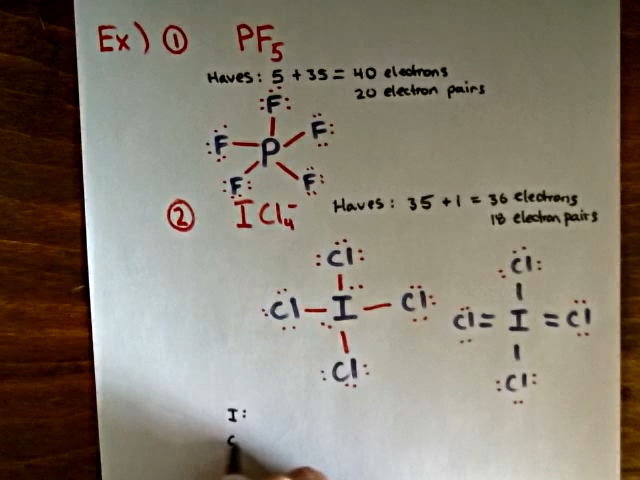 Ex) ① PF₅
Haves: 5 + 35 = 40 electrons
20 electron pairs
F
F F
P
F F
② ICl₄⁻
Haves: 35 + 1 = 36 electrons
18 electron pairs
Cl
Cl – I – Cl
Cl
Cl
Cl = I = Cl
Cl
I:
C